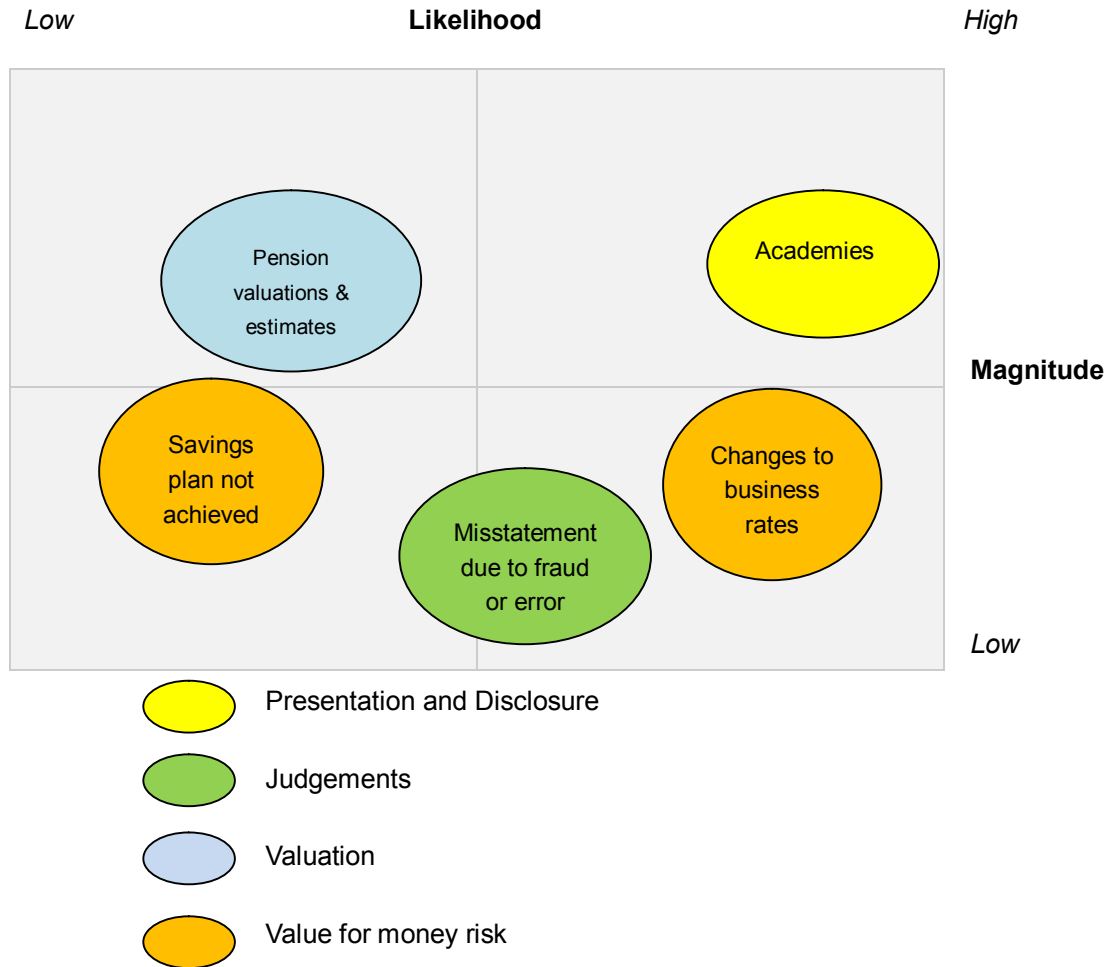 Low Likelihood High
Academies
Pension
valuations &
estimates
Magnitude
Savings
plan not
achieved
Changes to
business
rates
Misstatement
due to fraud
or error
Low
Presentation and Disclosure
Judgements
Valuation
Value for money risk